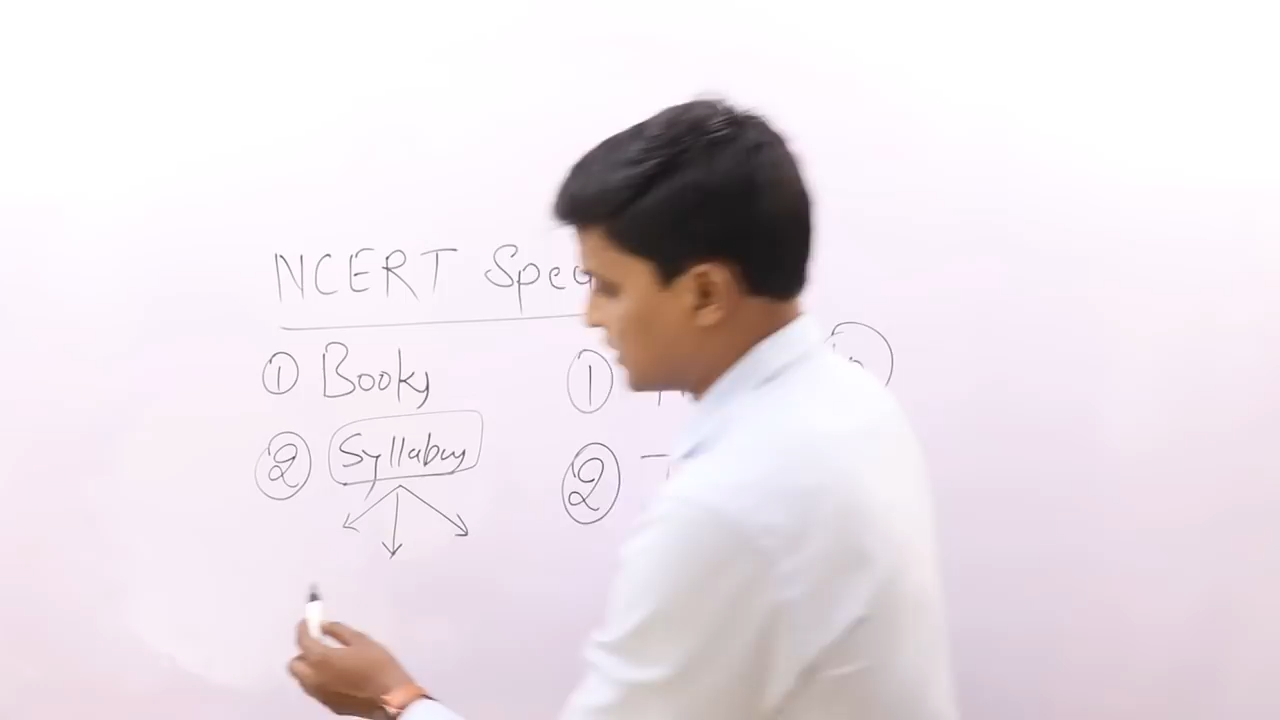 NCERT Spec
① Books
② Syllabus
①
②